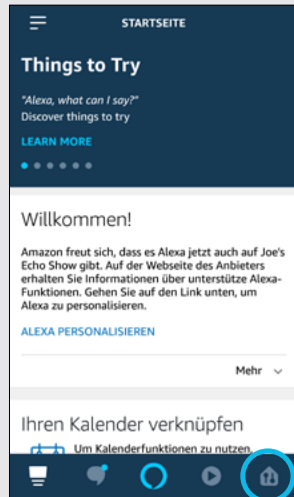 STARTSEITE
Things to Try
"Alexa, what can I say?"
Discover things to try
LEARN MORE
Willkommen!
Amazon freut sich, dass es Alexa jetzt auch auf Joe's
Echo Show gibt. Auf der Webseite des Anbieters
erhalten Sie Informationen über unterstütze Alexa-
Funktionen. Gehen Sie auf den Link unten, um
Alexa zu personalisieren.
ALEXA PERSONALISIEREN
Mehr
Ihren Kalender verknüpfen
Um Kalenderfunktionen zu nutzen,